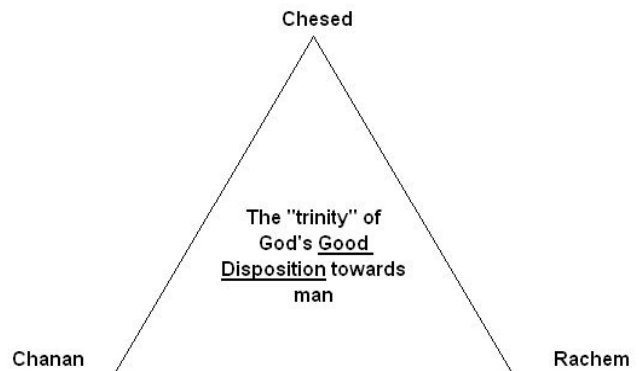 Chesed
The "trinity" of
God's Good
Disposition towards
man
Chanan
Rachem